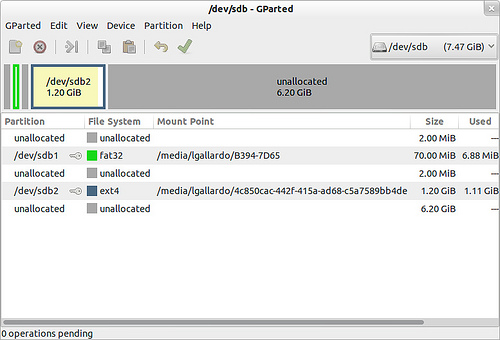 /dev/sdb - GParted
GParted Edit View Device Partition Help
/dev/sdb (7.47 GiB)
/dev/sdb2
1.20 GiB
unallocated
6.20 GiB
Partition File System Mount Point Size Used
unallocated unallocated 2.00 MiB ---
/dev/sdb1 fat32 /media/lgallardo/B394-7D65 70.00 MiB 6.88 MiB
unallocated unallocated 2.00 MiB ---
/dev/sdb2 ext4 /media/lgallardo/4c850cac-442f-415a-ad68-c5a7589bb4de 1.20 GiB 1.11 GiB
unallocated unallocated 6.20 GiB ---
0 operations pending